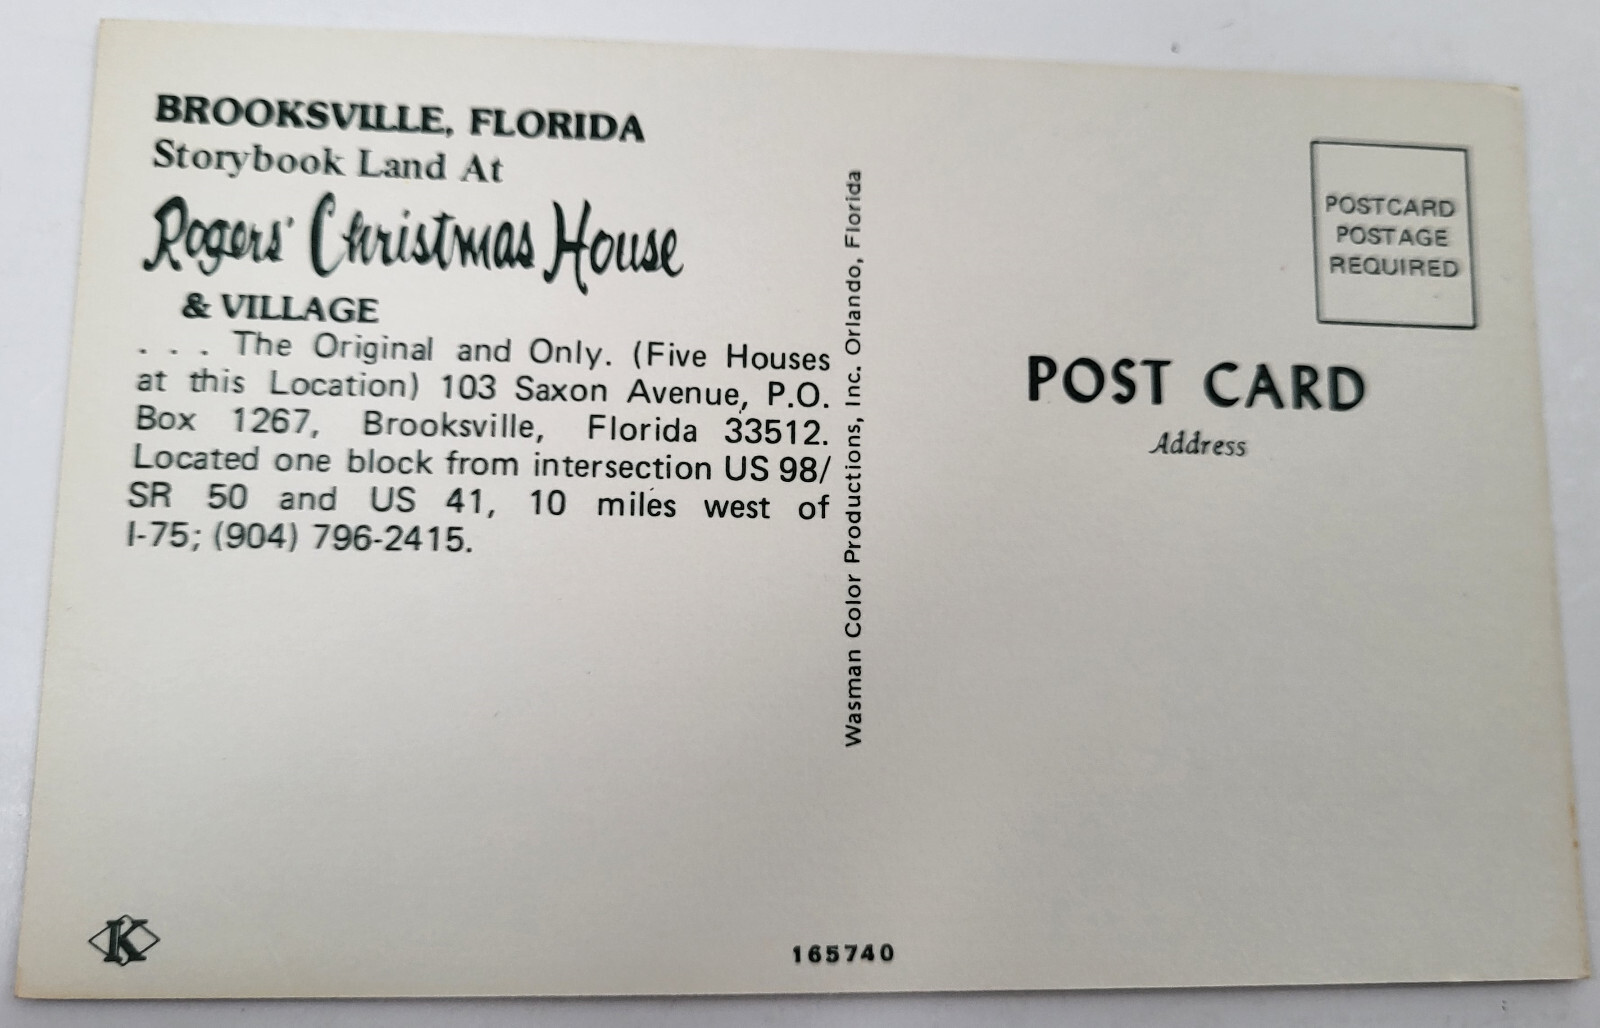 BROOKSVILLE, FLORIDA
Storybook Land At
Rogers' Christmas House
& VILLAGE
. . . The Original and Only. (Five Houses
at this Location) 103 Saxon Avenue, P.O.
Box 1267, Brooksville, Florida 33512.
Located one block from intersection US 98/
SR 50 and US 41, 10 miles west of
I-75; (904) 796-2415.
Wasman Color Productions, Inc. Orlando, Florida
POSTCARD
POSTAGE
REQUIRED
POST CARD
Address
K
165740